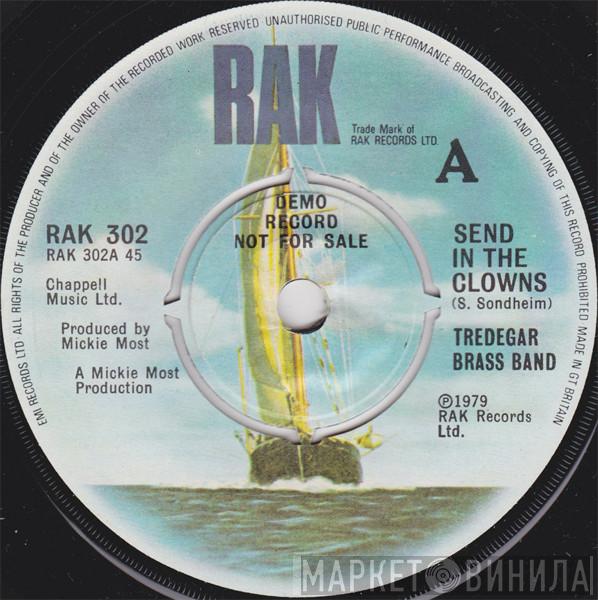 EMI RECORDS LTD ALL RIGHTS OF THE PRODUCER AND OF THE OWNER OF THE RECORDED WORK RESERVED UNAUTHORISED PUBLIC PERFORMANCE BROADCASTING AND COPYING OF THIS RECORD PROHIBITED MADE IN GT BRITAIN
RAK
Trade Mark of
RAK RECORDS LTD.
A
DEMO
RECORD
NOT FOR SALE
RAK 302
RAK 302A 45
Chappell
Music Ltd.
Produced by
Mickie Most
A Mickie Most
Production
SEND
IN THE
CLOWNS
(S. Sondheim)
TREDEGAR
BRASS BAND
℗1979
RAK Records
Ltd.
МАРКЕТ ВИНИЛА